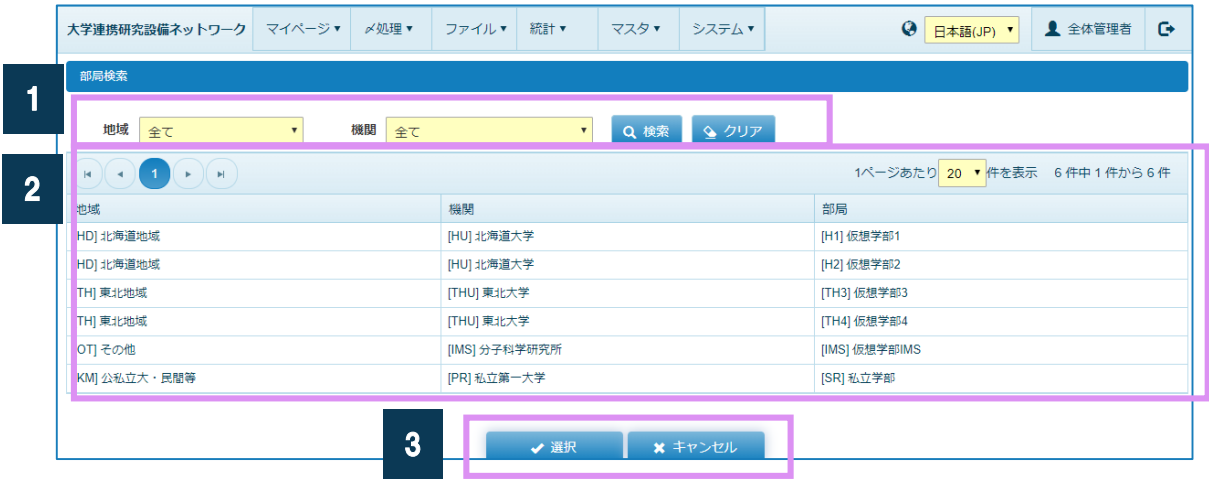 大学連携研究設備ネットワーク マイページ▼ 〆処理▼ ファイル▼ 統計▼ マスタ▼ システム▼ 日本語(JP) ▼ 全体管理者
部局検索
1
地域 全て ▼ 機関 全て ▼ 検索 クリア
2
1 1ページあたり 20 ▼ 件を表示 6 件中 1 件から 6 件
地域 機関 部局
HD] 北海道地域 [HU] 北海道大学 [H1] 仮想学部1
HD] 北海道地域 [HU] 北海道大学 [H2] 仮想学部2
TH] 東北地域 [THU] 東北大学 [TH3] 仮想学部3
TH] 東北地域 [THU] 東北大学 [TH4] 仮想学部4
OT] その他 [IMS] 分子科学研究所 [IMS] 仮想学部IMS
KM] 公私立大・民間等 [PR] 私立第一大学 [SR] 私立学部
3
選択 キャンセル